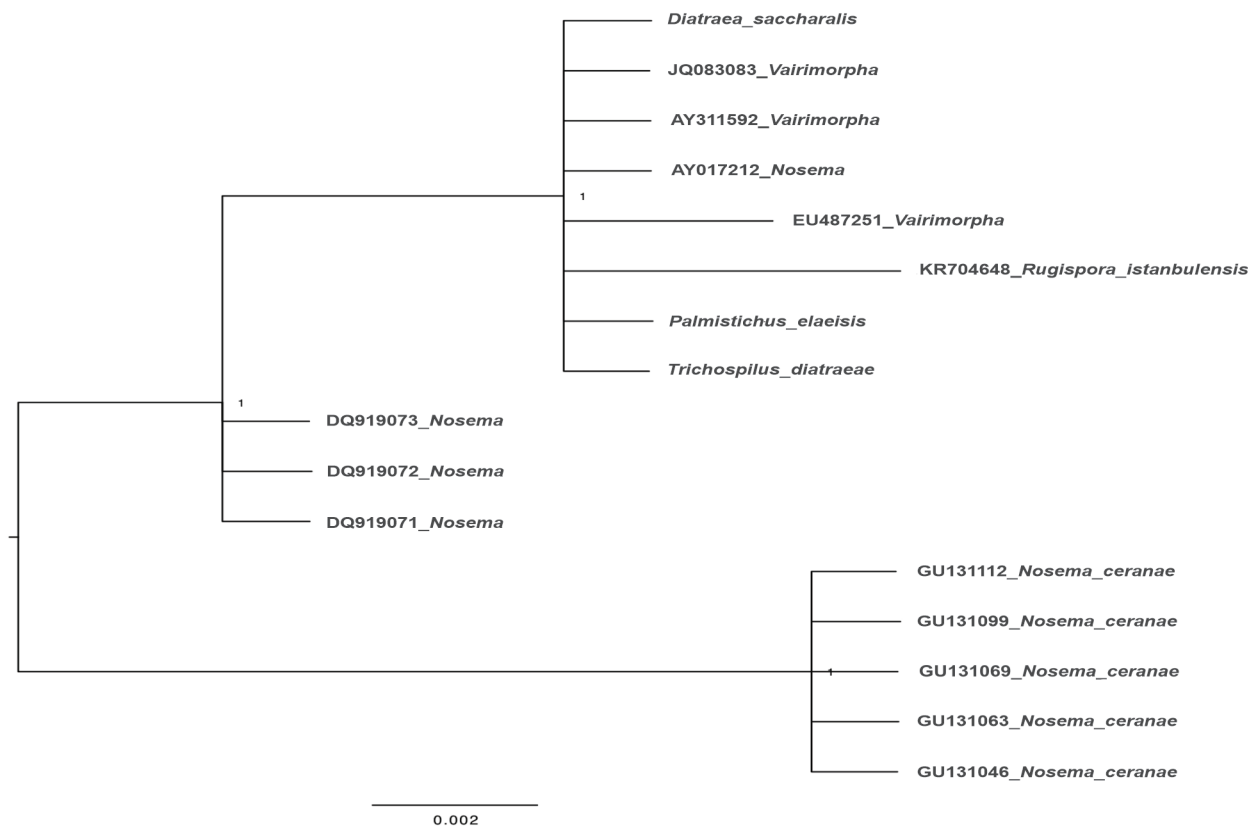 Diatraea_saccharalis
JQ083083_Vairimorpha
AY311592_Vairimorpha
AY017212_Nosema
1
EU487251_Vairimorpha
KR704648_Rugispora_istanbulensis
Palmistichus_elaeisis
Trichospilus_diatraeae
1
DQ919073_Nosema
DQ919072_Nosema
DQ919071_Nosema
GU131112_Nosema_ceranae
GU131099_Nosema_ceranae
1
GU131069_Nosema_ceranae
GU131063_Nosema_ceranae
GU131046_Nosema_ceranae
0.002